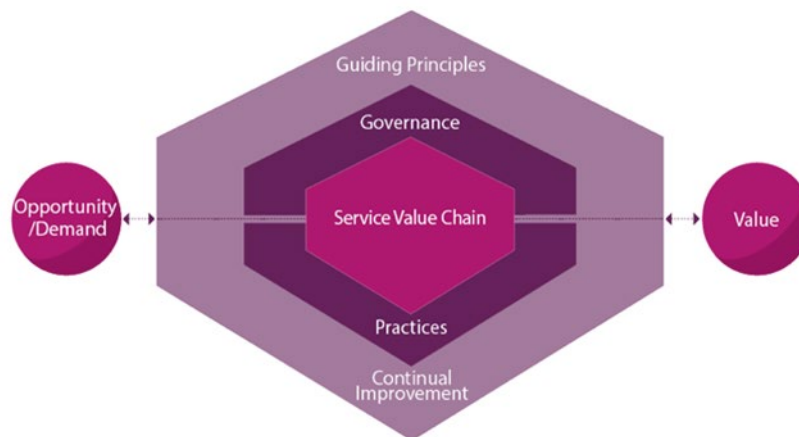 Guiding Principles
Governance
Opportunity
/Demand
Service Value Chain
Value
Practices
Continual
Improvement